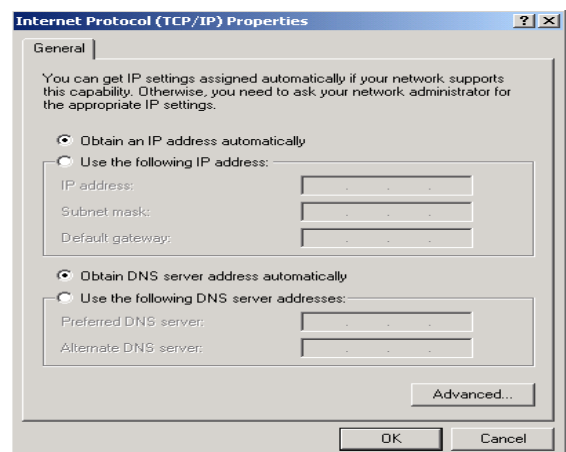 Internet Protocol (TCP/IP) Properties
General
You can get IP settings assigned automatically if your network supports
this capability. Otherwise, you need to ask your network administrator for
the appropriate IP settings.
Obtain an IP address automatically
Use the following IP address:
IP address:
Subnet mask:
Default gateway:
Obtain DNS server address automatically
Use the following DNS server addresses:
Preferred DNS server:
Alternate DNS server:
Advanced...
OK
Cancel